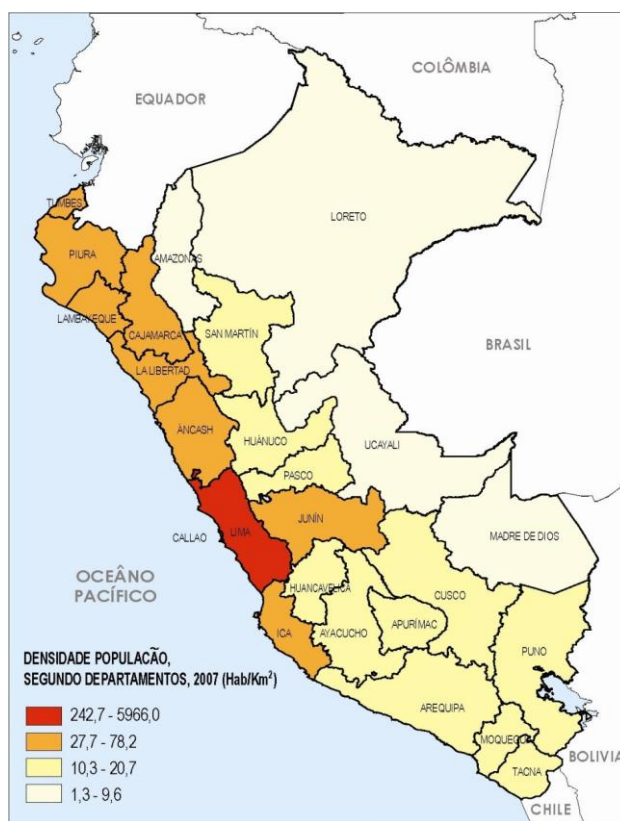 COLÔMBIA
EQUADOR
LORETO
TUMBES
PIURA
AMAZONAS
LAMBAYEQUE
CAJAMARCA
SAN MARTÍN
BRASIL
LA LIBERTAD
ÁNCASH
HUÁNUCO
UCAYALI
PASCO
CALLAO
LIMA
JUNÍN
MADRE DE DIOS
OCEÂNO
PACÍFICO
HUANCAVELICA
CUSCO
ICA
AYACUCHO
APURÍMAC
PUNO
DENSIDADE POPULAÇÃO,
SEGUNDO DEPARTAMENTOS, 2007 (Hab/Km²)
AREQUIPA
242,7 - 5966,0
27,7 - 78,2
10,3 - 20,7
1,3 - 9,6
MOQUEGUA
BOLIVIA
TACNA
CHILE